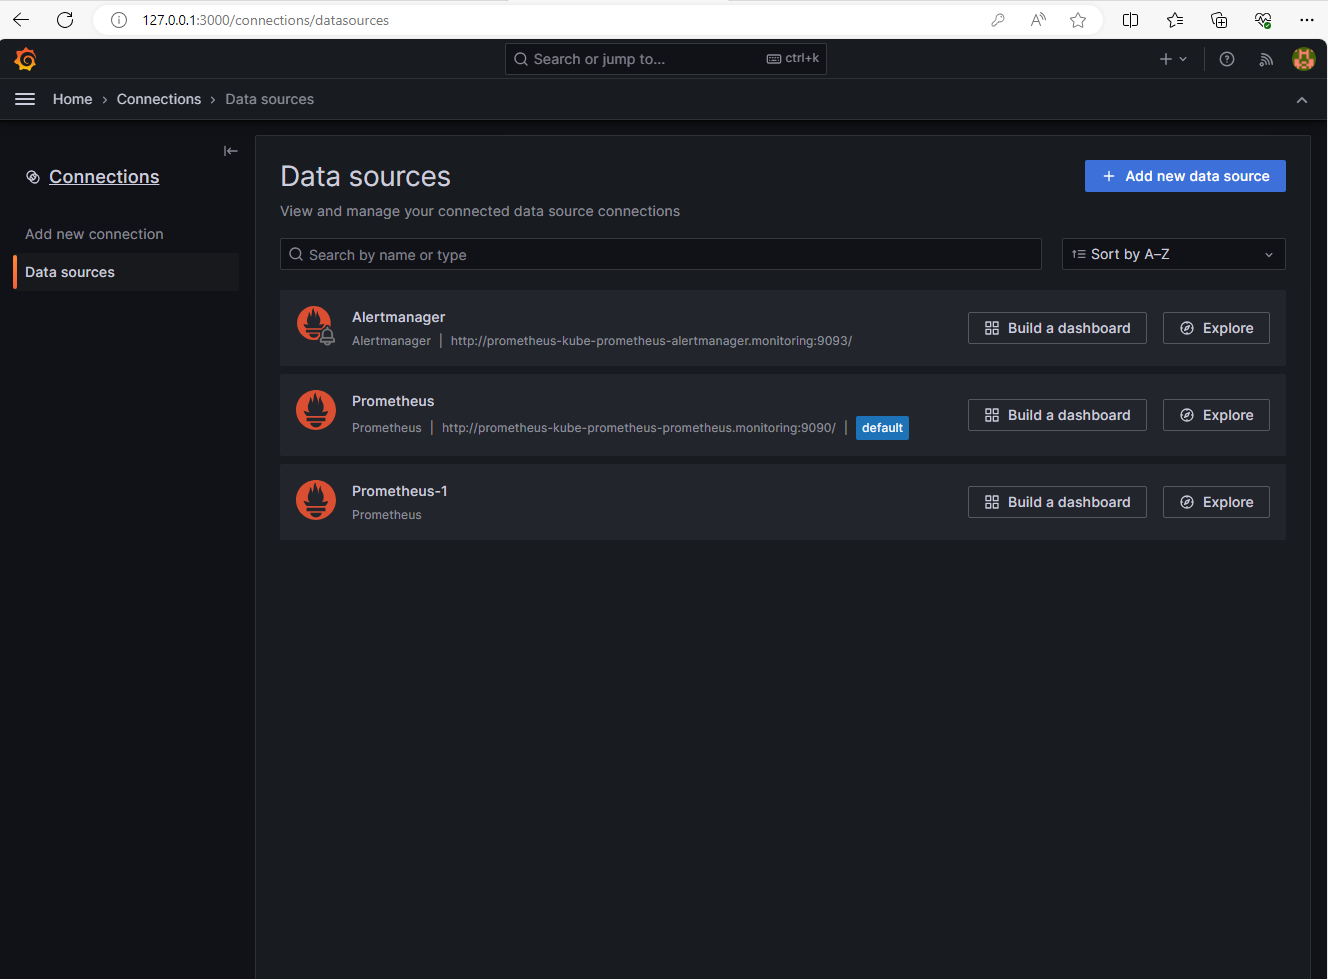 127.0.0.1:3000/connections/datasources
Search or jump to...
ctrl+k
Home › Connections › Data sources
Connections
Add new connection
Data sources
Data sources
Add new data source
View and manage your connected data source connections
Search by name or type
Sort by A–Z
Alertmanager
Alertmanager | http://prometheus-kube-prometheus-alertmanager.monitoring:9093/
Build a dashboard
Explore
Prometheus
Prometheus | http://prometheus-kube-prometheus-prometheus.monitoring:9090/ | default
Build a dashboard
Explore
Prometheus-1
Prometheus
Build a dashboard
Explore